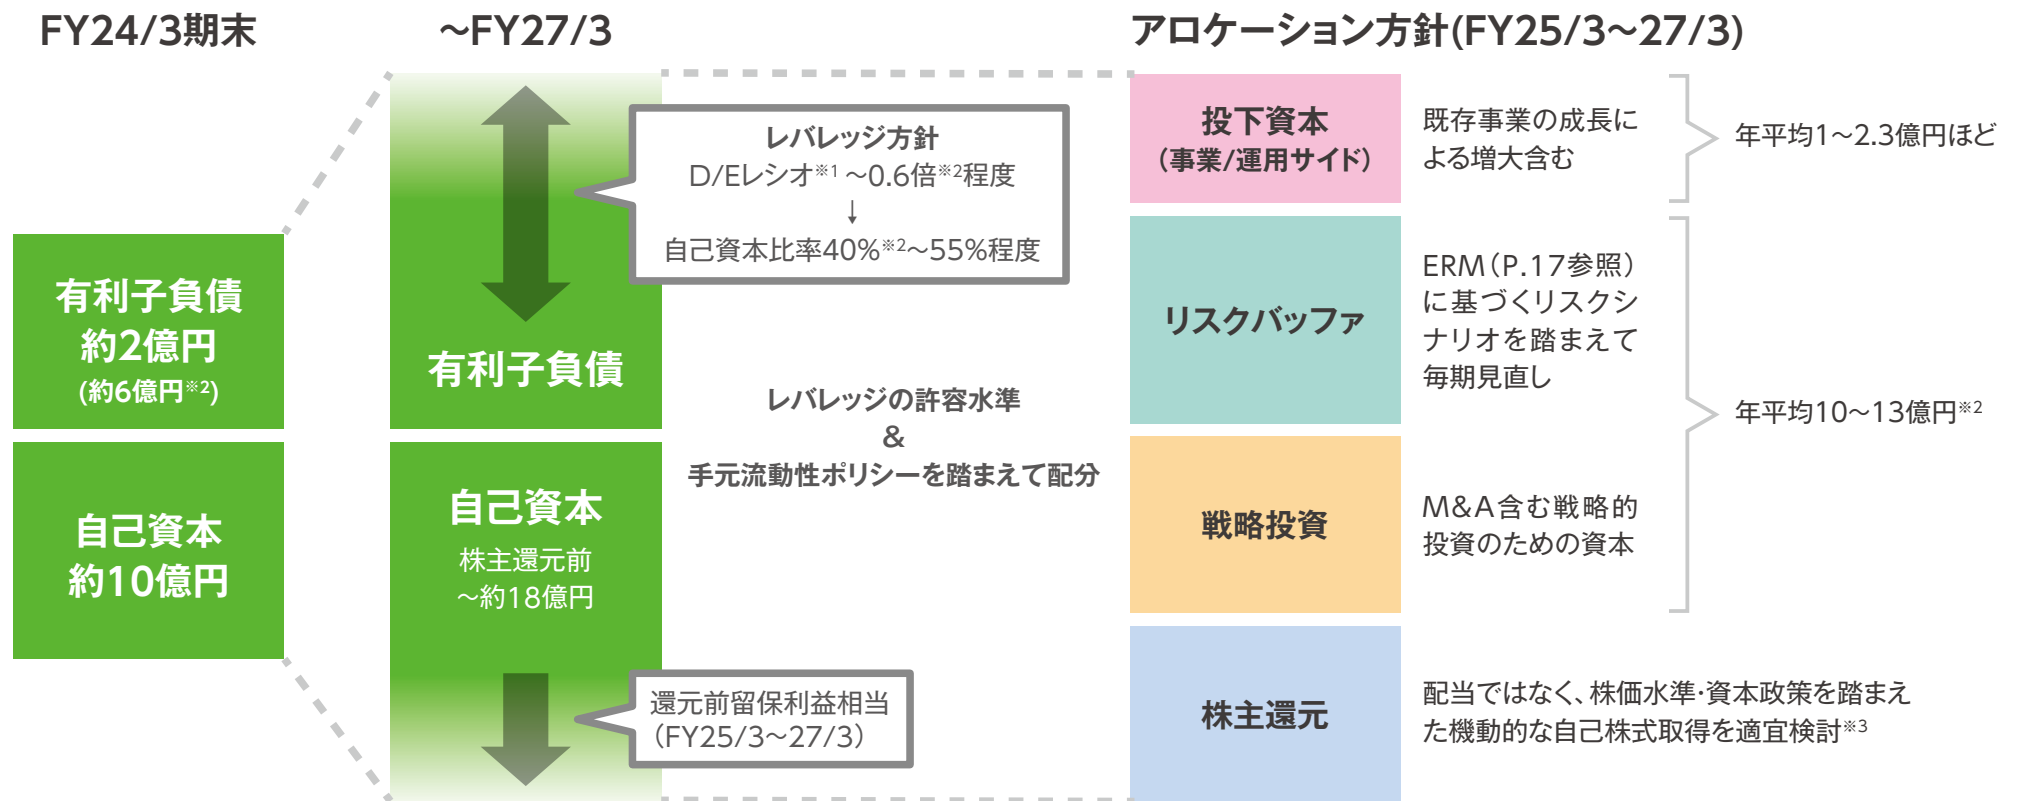 FY24/3期末
～FY27/3
アロケーション方針(FY25/3～27/3)
有利子負債
約2億円
(約6億円※2)
自己資本
約10億円
有利子負債
自己資本
株主還元前
～約18億円
レバレッジ方針
D/Eレシオ※1～0.6倍※2程度
↓
自己資本比率40%※2～55%程度
レバレッジの許容水準
&
手元流動性ポリシーを踏まえて配分
還元前留保利益相当
（FY25/3～27/3）
投下資本
（事業/運用サイド）
既存事業の成長に
よる増大含む
年平均1～2.3億円ほど
リスクバッファ
ERM（P.17参照）
に基づくリスクシ
ナリオを踏まえて
毎期見直し
戦略投資
M&A含む戦略的
投資のための資本
年平均10～13億円※2
株主還元
配当ではなく、株価水準･資本政策を踏まえ
た機動的な自己株式取得を適宜検討※3